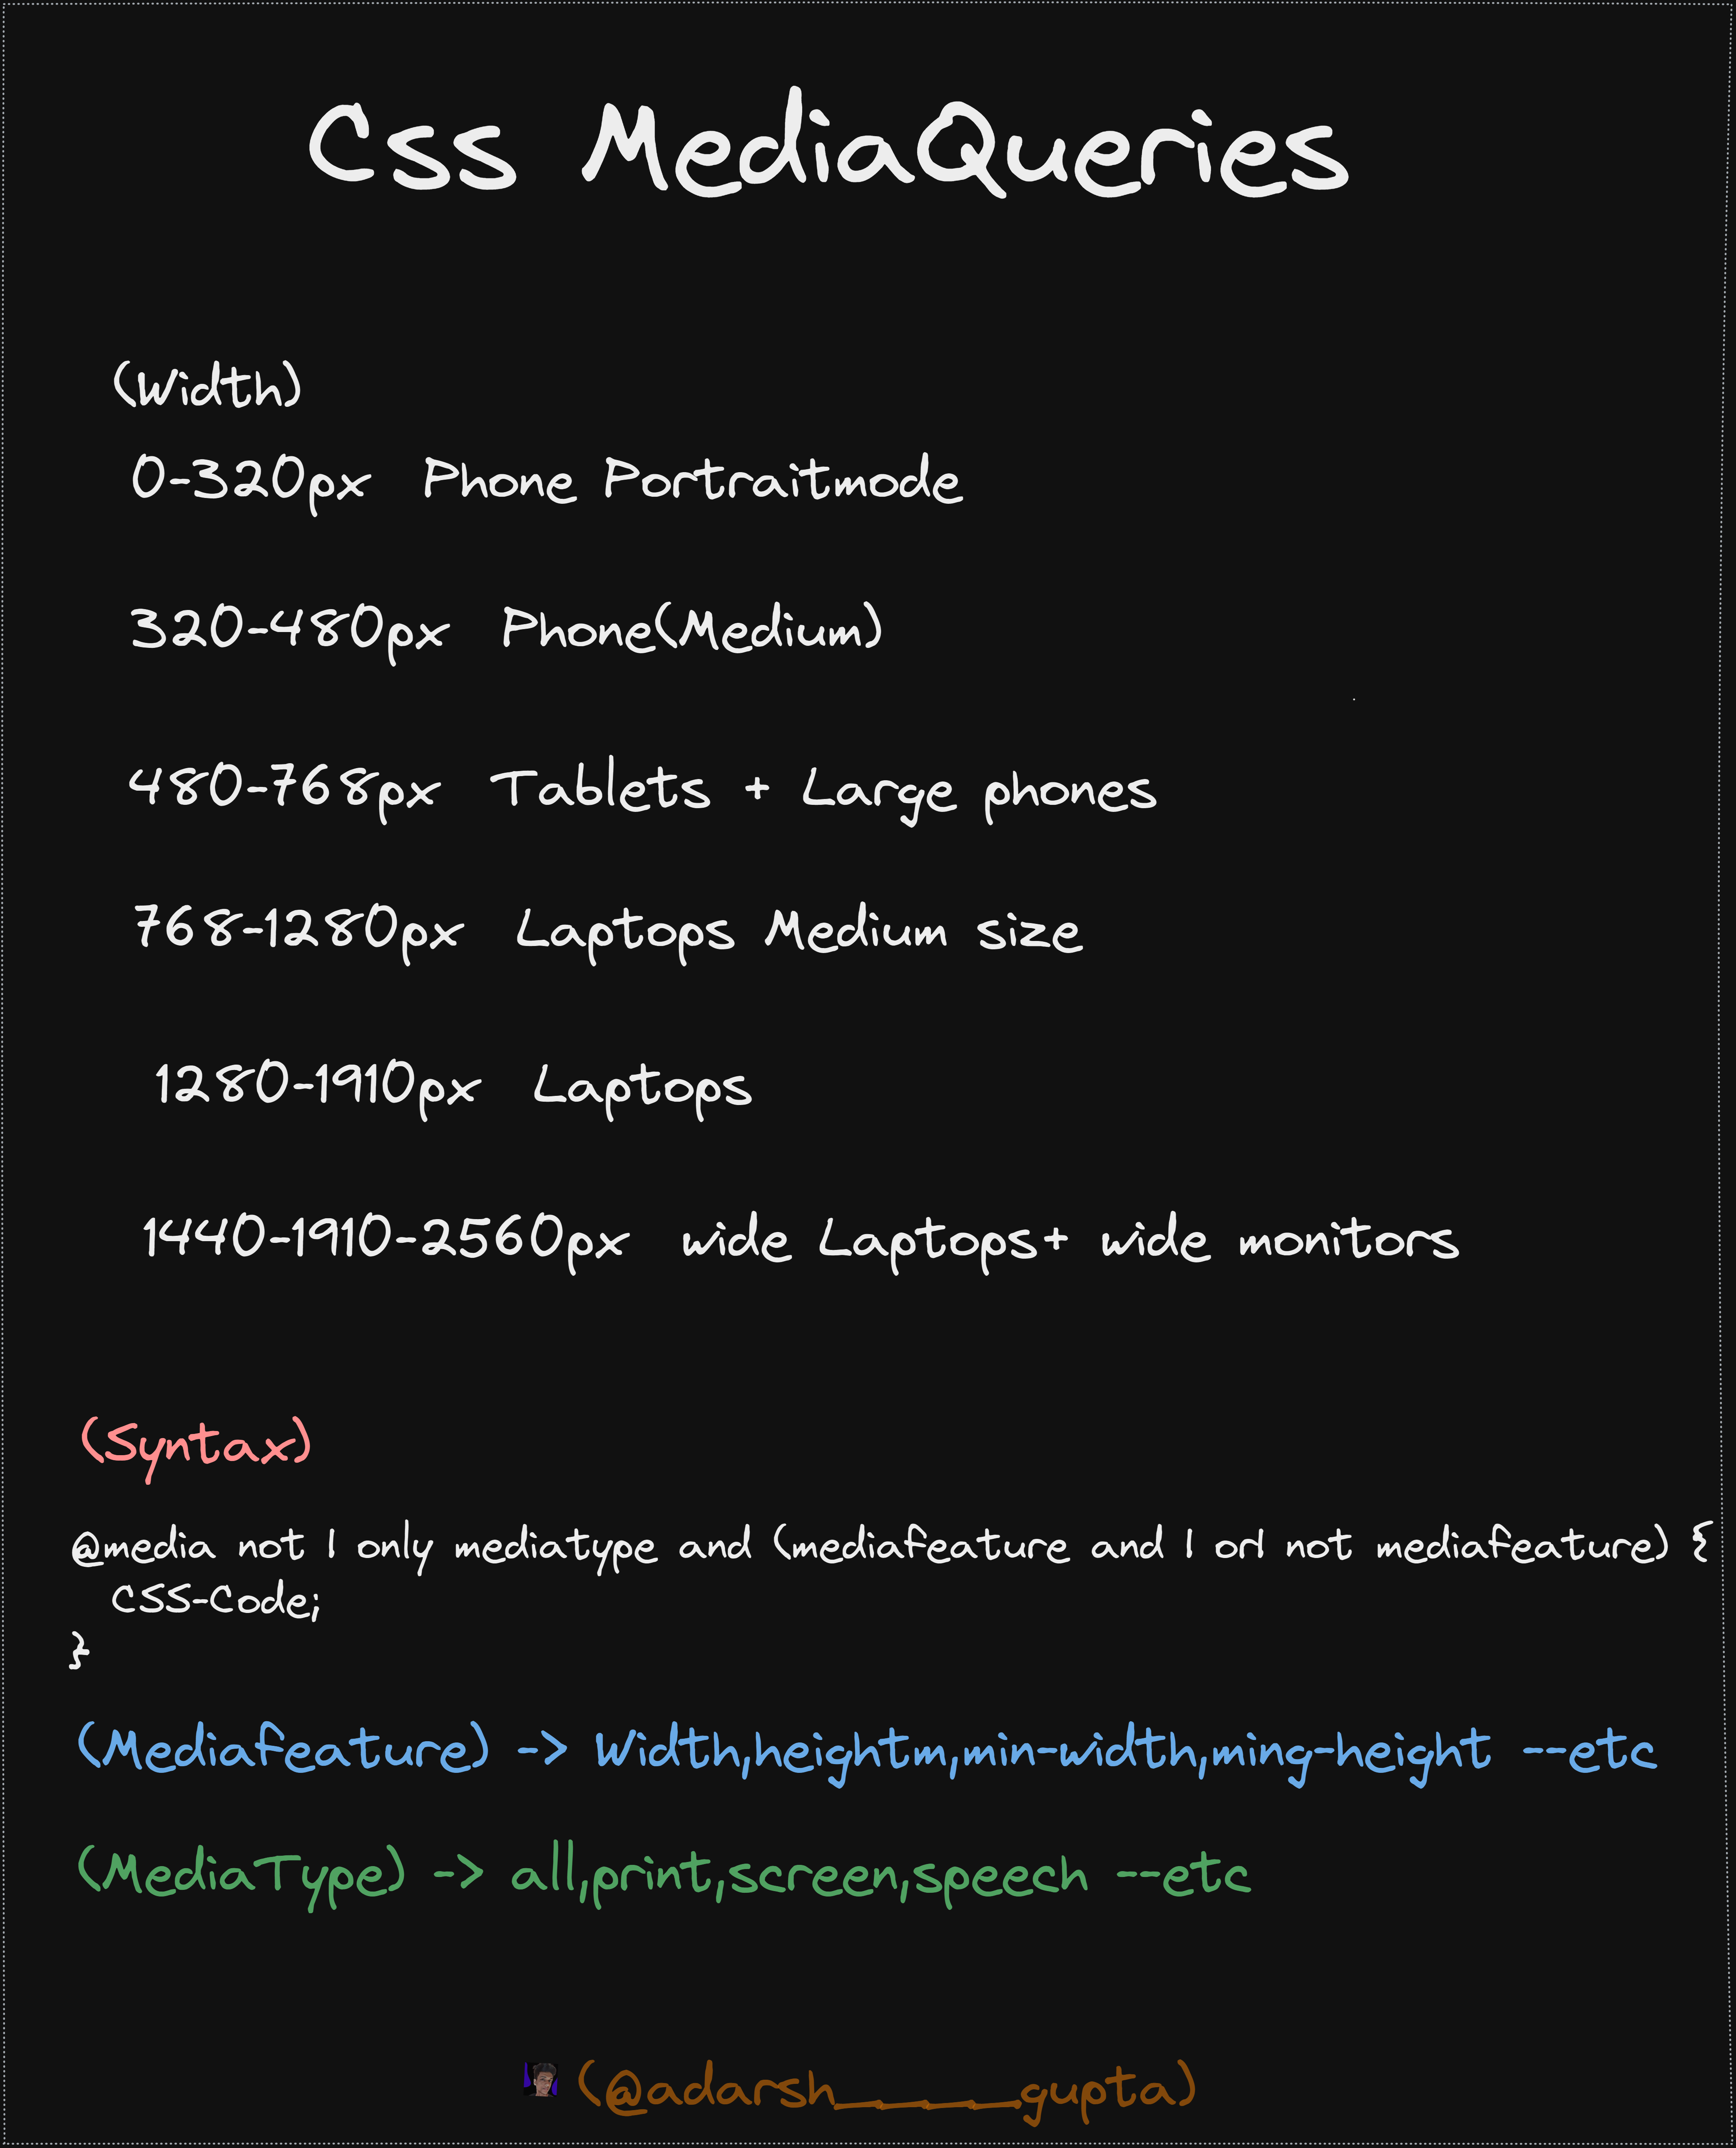 Css MediaQueries
(Width)
0-320px Phone Portraitmode
320-480px Phone(Medium)
480-768px Tablets + Large phones
768-1280px Laptops Medium size
1280-1910px Laptops
1440-1910-2560px wide Laptops+ wide monitors
(Syntax)
@media not | only mediatype and (mediafeature and | or| not mediafeature) {
CSS-Code;
}
(Mediafeature) -> Width,heightm,min-width,ming-height --etc
(MediaType) -> all,print,screen,speech --etc
(@adarsh____gupta)